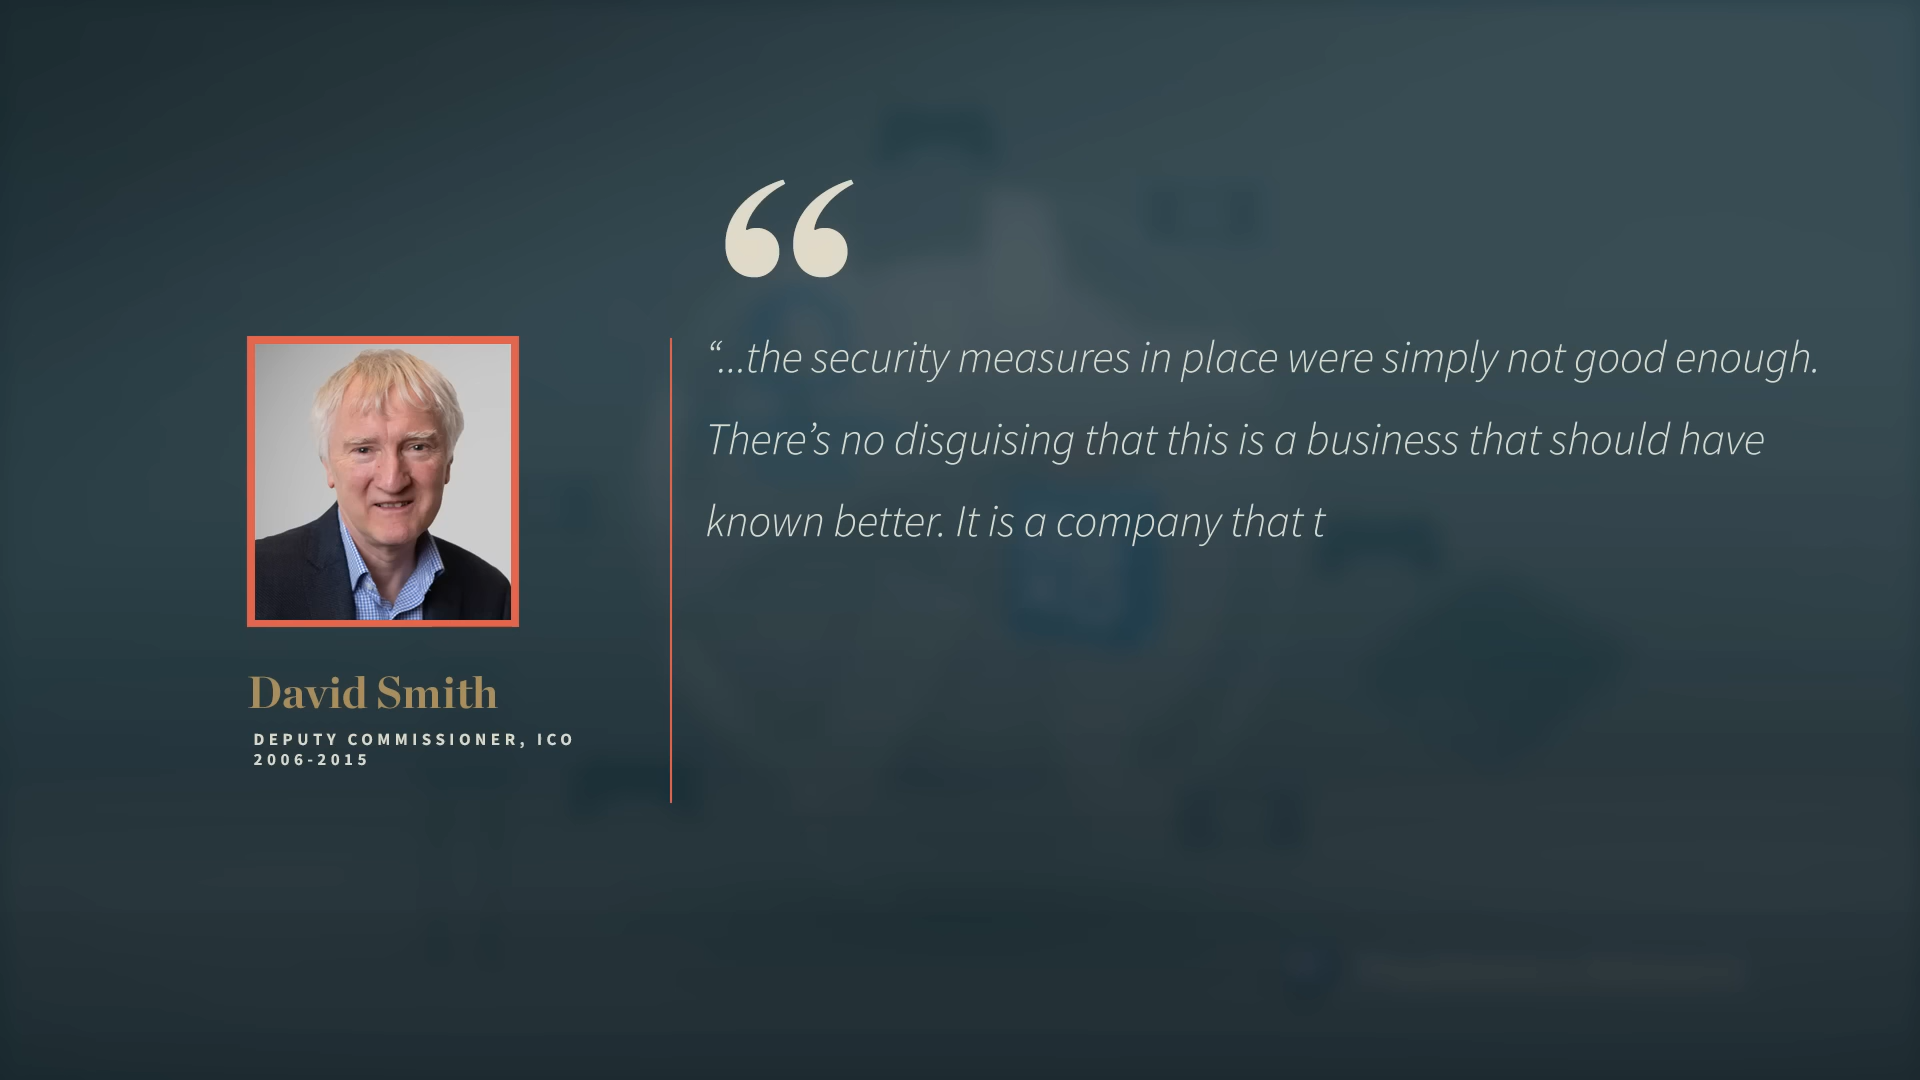 “
“...the security measures in place were simply not good enough.
There’s no disguising that this is a business that should have
known better. It is a company that t
David Smith
DEPUTY COMMISSIONER, ICO
2006-2015